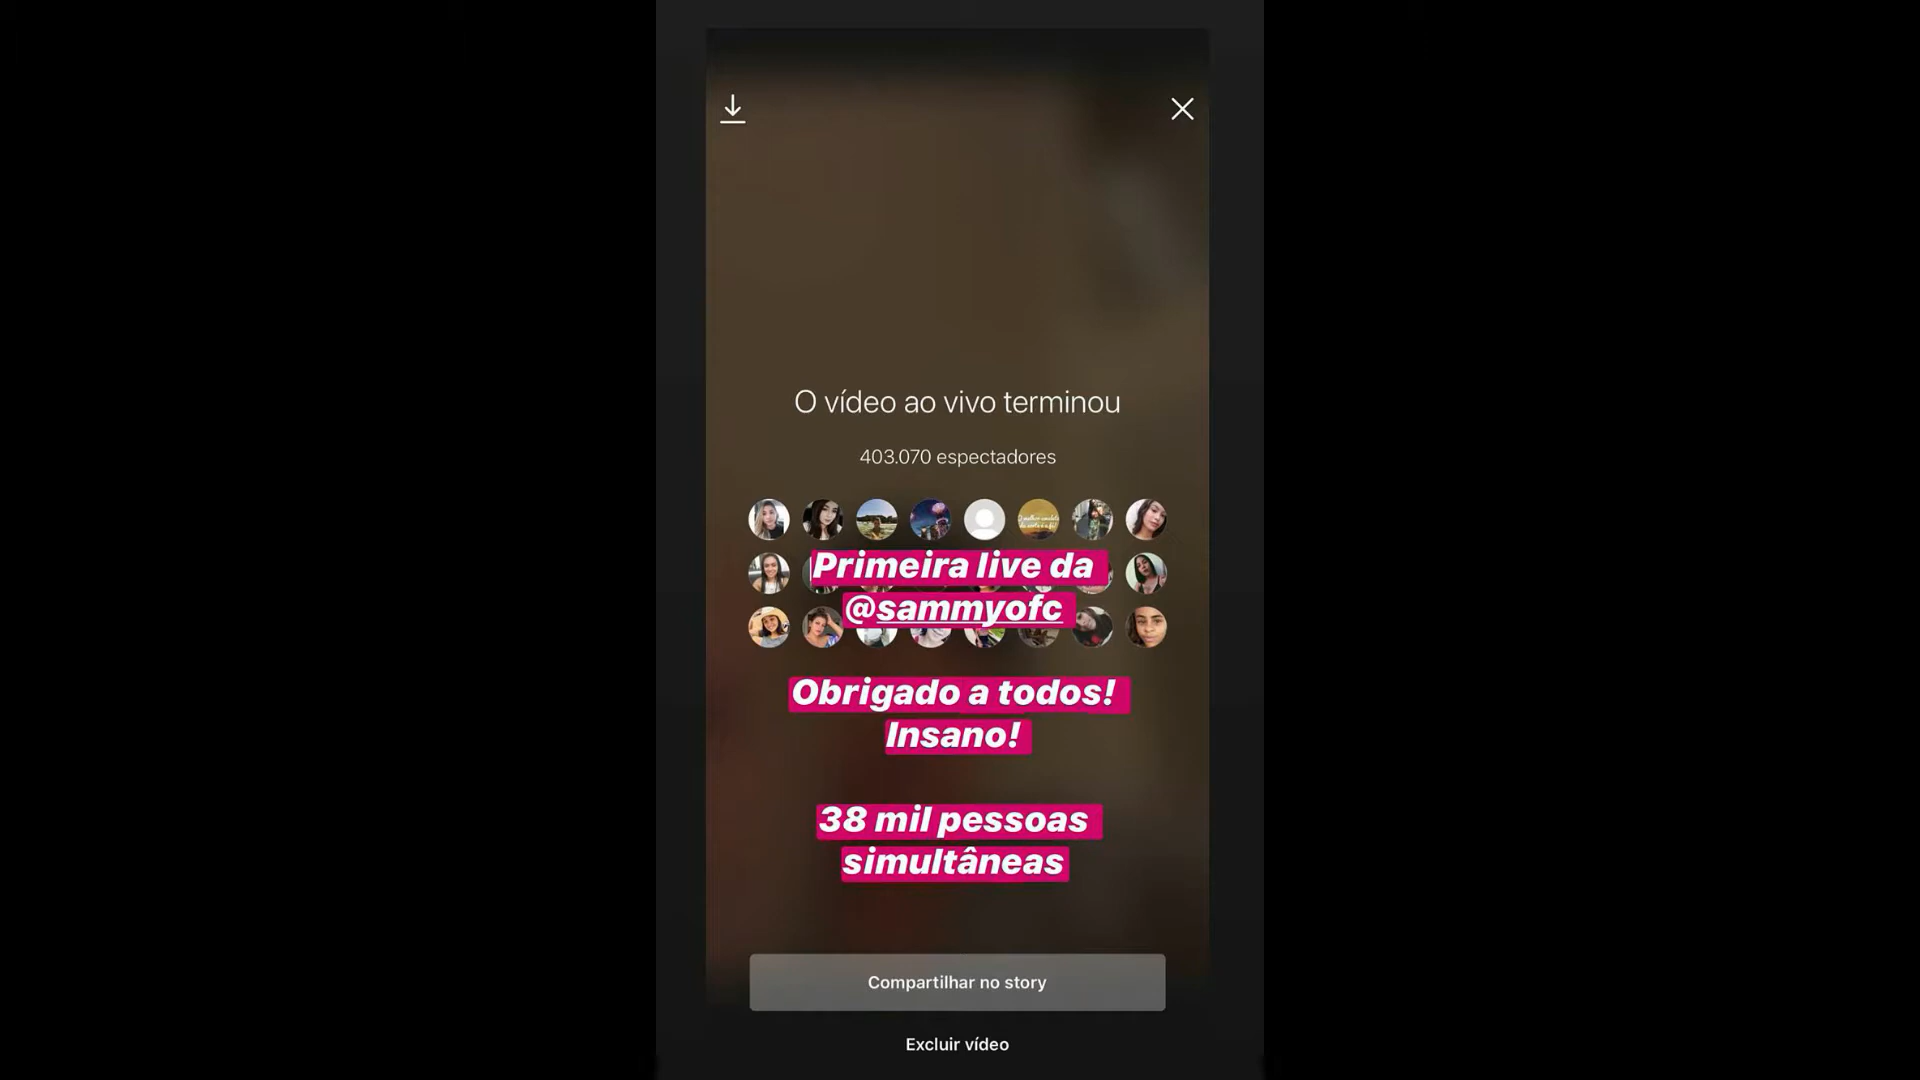 O vídeo ao vivo terminou
403.070 espectadores
Primeira live da
@sammyofc
Obrigado a todos!
Insano!
38 mil pessoas
simultâneas
Compartilhar no story
Excluir vídeo